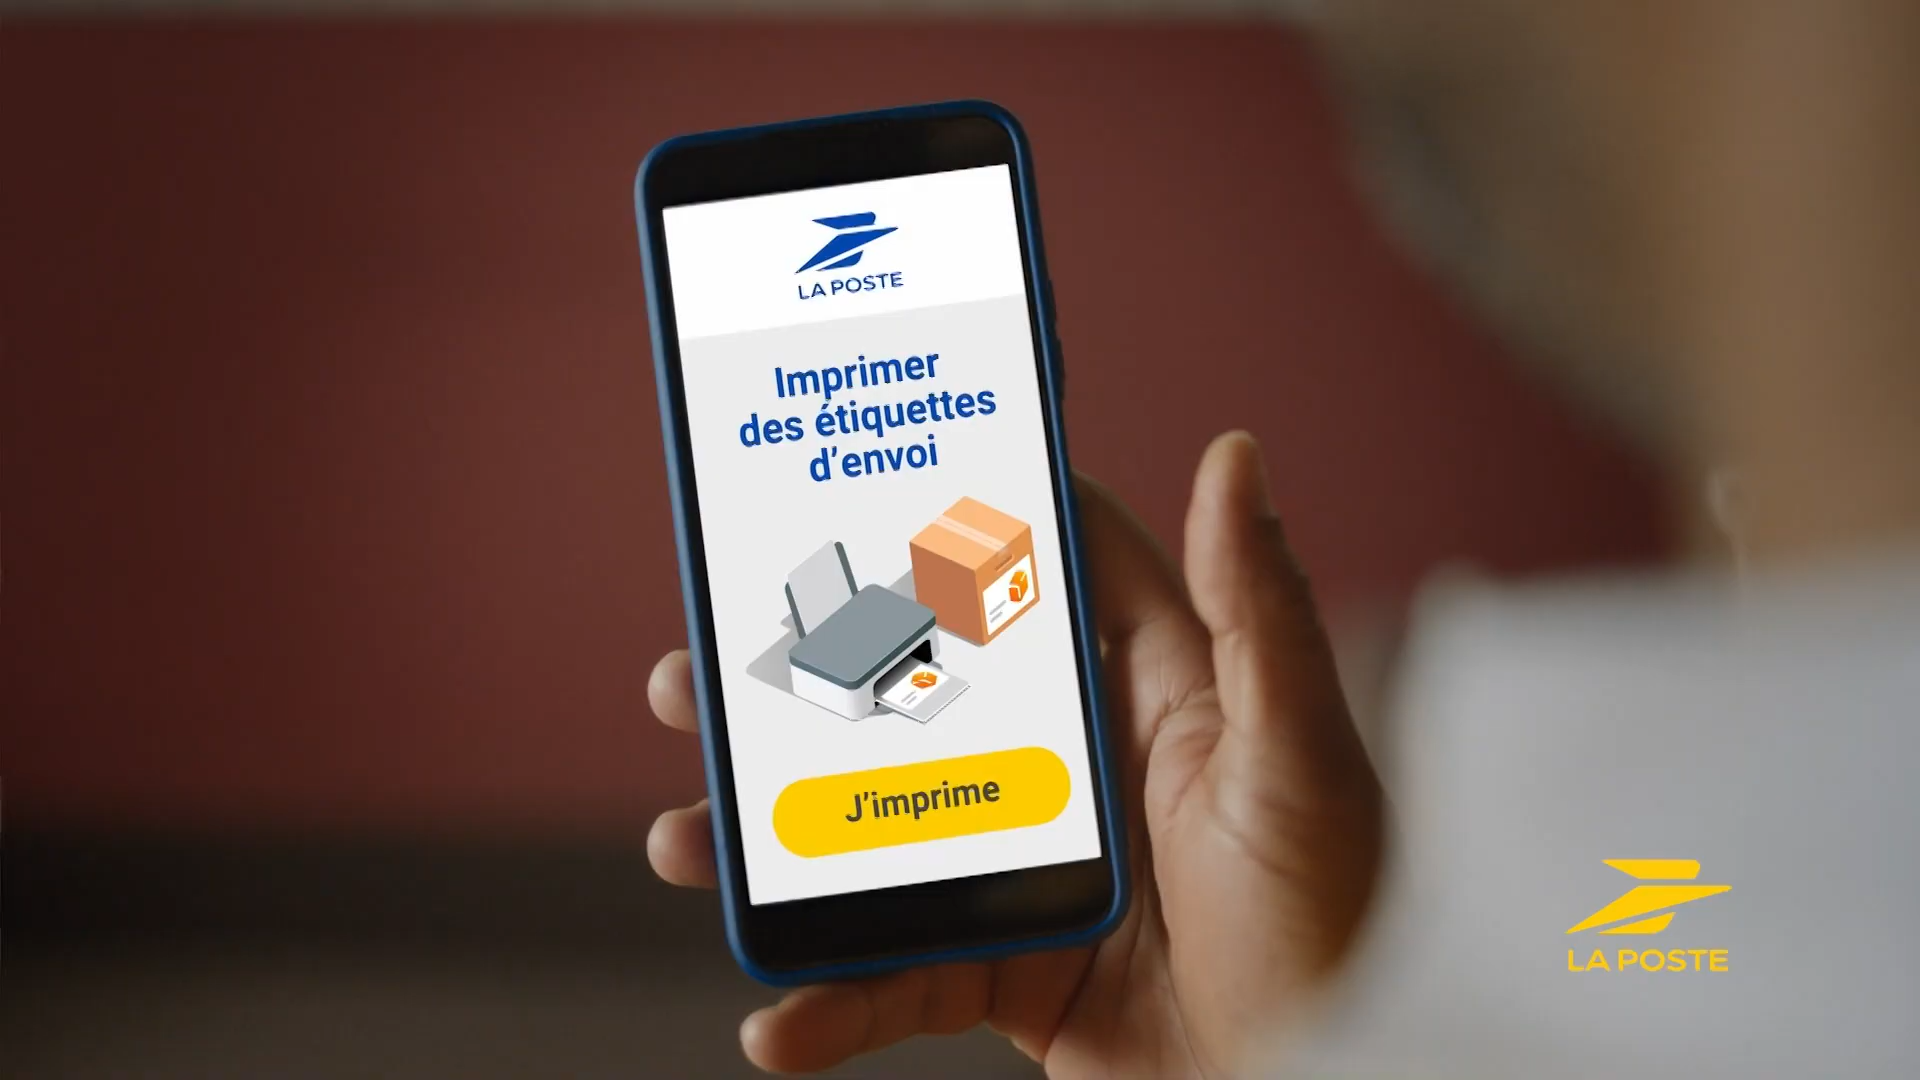 LA POSTE
Imprimer
des étiquettes
d'envoi
J'imprime
LA POSTE